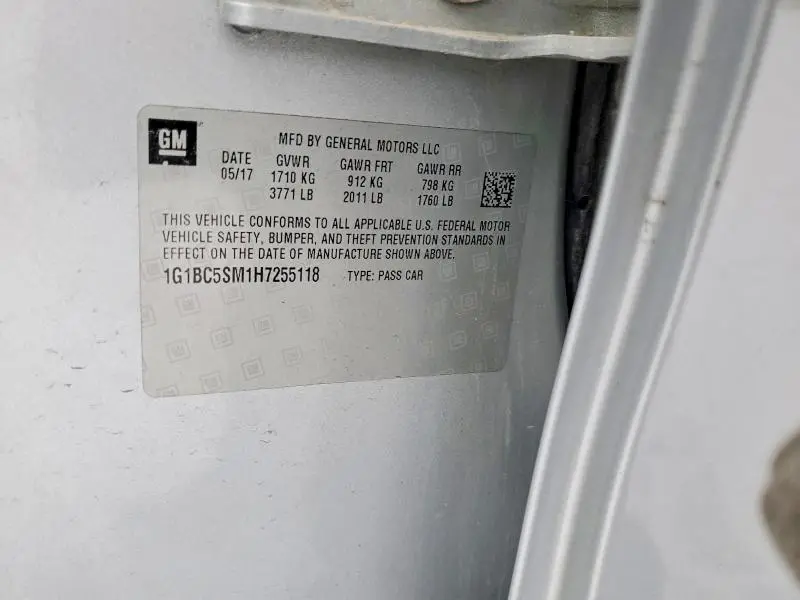 GM
MFD BY GENERAL MOTORS LLC
DATE GVWR GAWR FRT GAWR RR
05/17 1710 KG 912 KG 798 KG
3771 LB 2011 LB 1760 LB
THIS VEHICLE CONFORMS TO ALL APPLICABLE U.S. FEDERAL MOTOR
VEHICLE SAFETY, BUMPER, AND THEFT PREVENTION STANDARDS IN
EFFECT ON THE DATE OF MANUFACTURE SHOWN ABOVE.
1G1BC5SM1H7255118 TYPE: PASS CAR